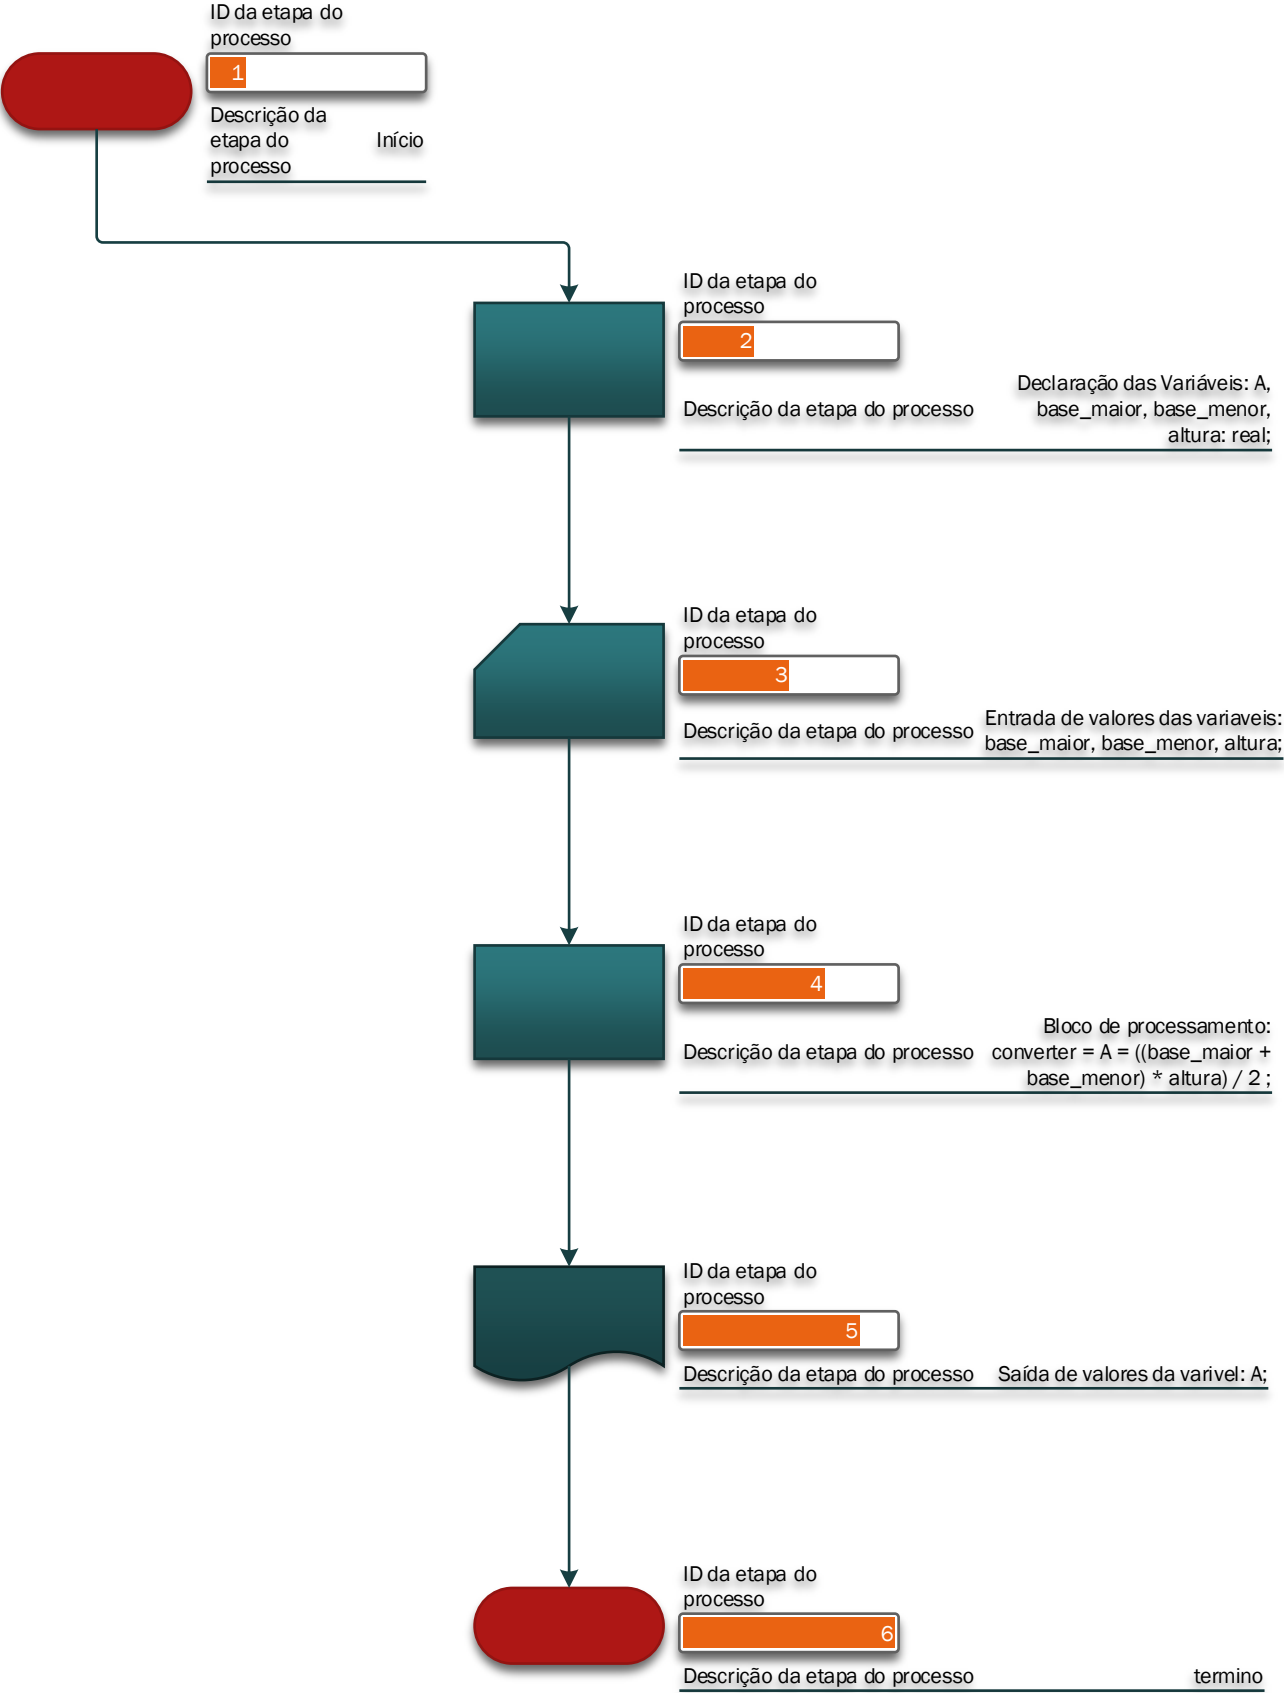 ID da etapa do
processo
1
Descrição da
etapa do
processo
Início
ID da etapa do
processo
2
Descrição da etapa do processo
Declaração das Variáveis: A,
base_maior, base_menor,
altura: real;
ID da etapa do
processo
3
Descrição da etapa do processo
Entrada de valores das variaveis:
base_maior, base_menor, altura;
ID da etapa do
processo
4
Descrição da etapa do processo
Bloco de processamento:
converter = A = ((base_maior +
base_menor) * altura) / 2 ;
ID da etapa do
processo
5
Descrição da etapa do processo
Saída de valores da varivel: A;
ID da etapa do
processo
6
Descrição da etapa do processo
termino